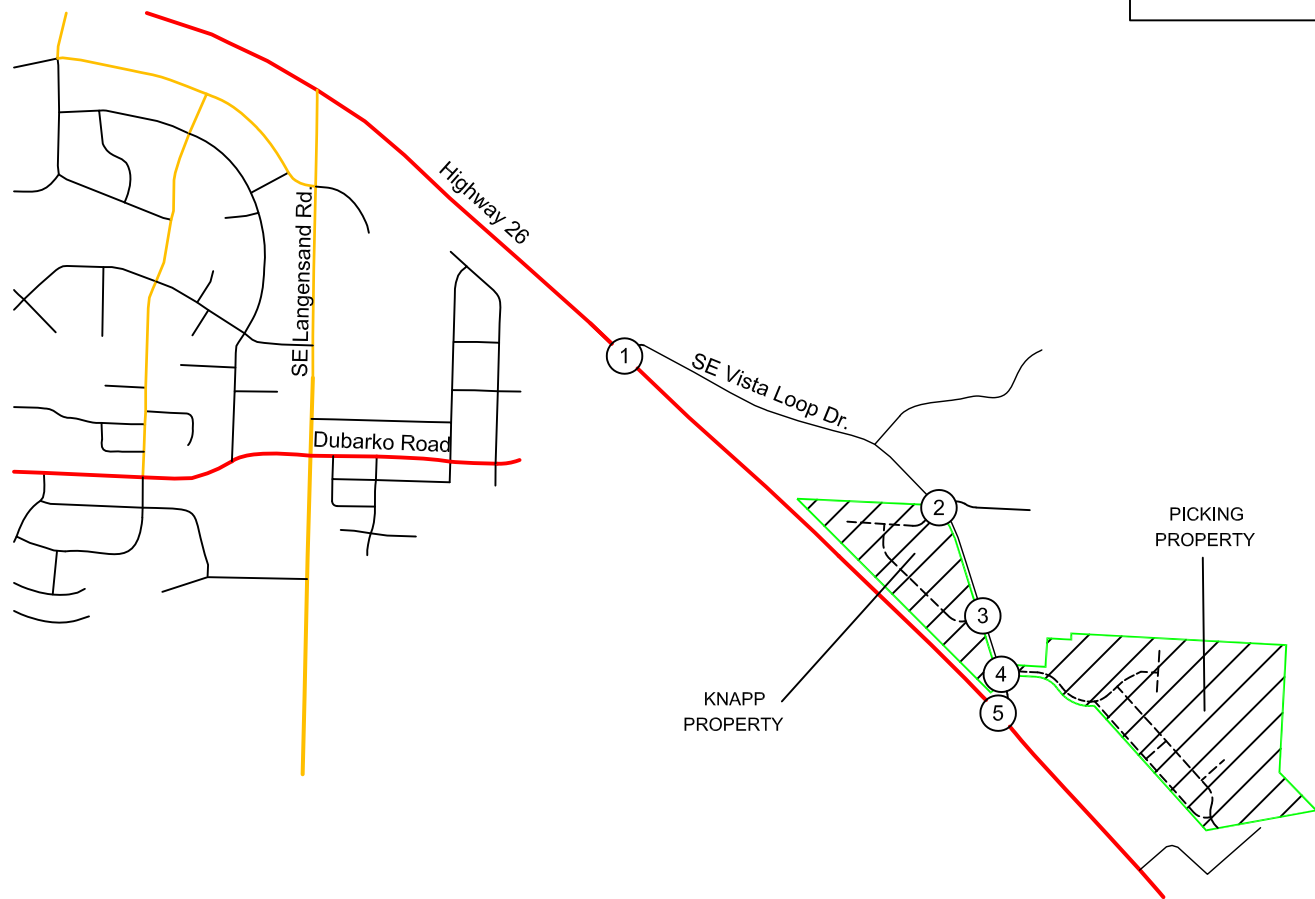 Highway 26
SE Langensand Rd.
1
SE Vista Loop Dr.
Dubarko Road
2
PICKING
PROPERTY
3
4
KNAPP
PROPERTY
5